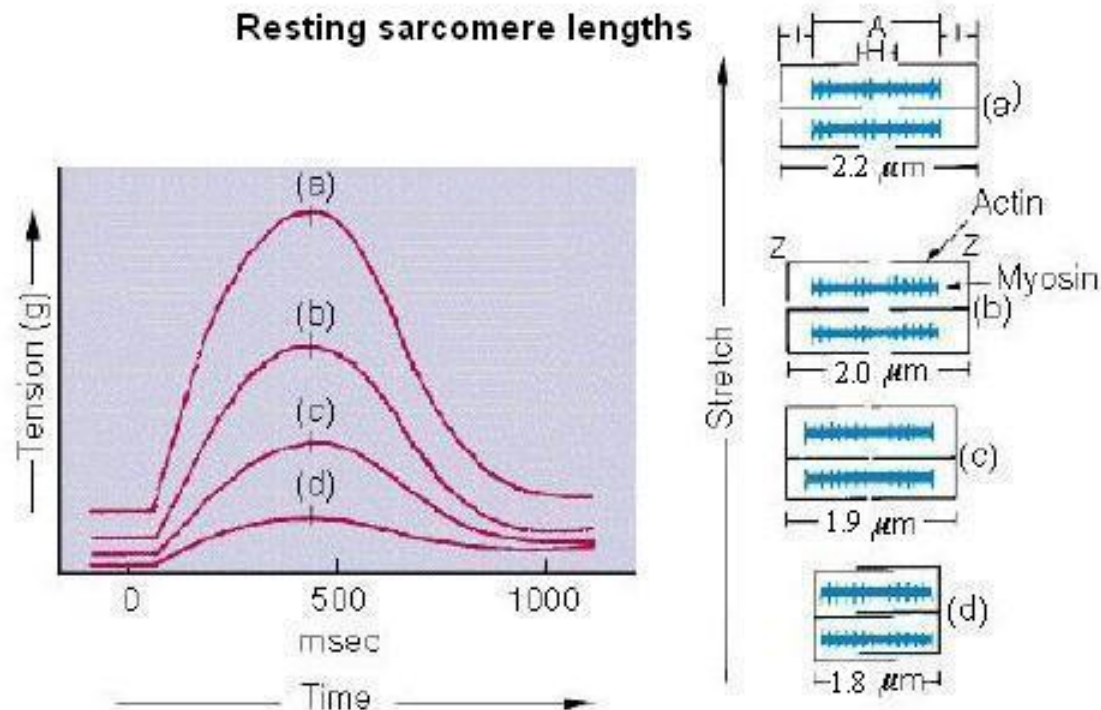 Resting sarcomere lengths
Tension (g)
(a)
(b)
(c)
(d)
0
500
1000
msec
Time
Stretch
I
A
I
H
(a)
2.2 μm
Actin
Z
Z
Myosin
(b)
2.0 μm
(c)
1.9 μm
(d)
1.8 μm